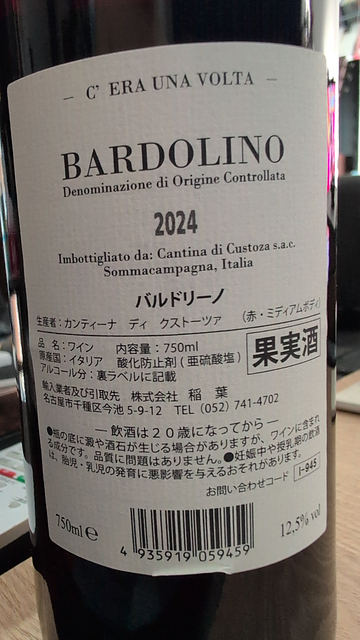 – C' ERA UNA VOLTA –
BARDOLINO
Denominazione di Origine Controllata
2024
Imbottigliato da: Cantina di Custoza s.a.c.
Sommacampagna, Italia
バルドリーノ
生産者：カンティーナ ディ クストーツァ （赤・ミディアムボディ）
品名：ワイン 内容量：750ml
原産国：イタリア 酸化防止剤（亜硫酸塩）
アルコール分：裏ラベルに記載
果実酒
輸入業者及び引取先 株式会社 稲葉
名古屋市千種区今池 5-9-12 TEL (052) 741-4702
― 飲酒は２０歳になってから ―
●瓶の底に澱や酒石が生じる場合がありますが、ワインに含まれ
る成分です。品質に問題はありません。●妊娠中や授乳期の飲酒
は、胎児・乳児の発育に悪影響を与えるおそれがあります。
お問い合わせコード I-945
750ml ℮
4 935919 059459
12,5% vol